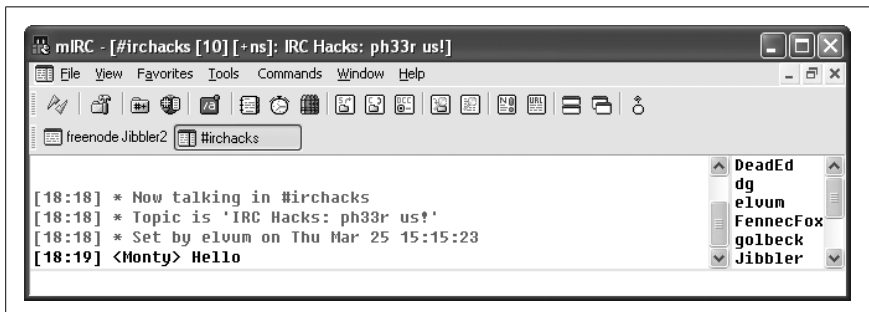 mIRC - [#irchacks [10] [+ns]: IRC Hacks: ph33r us!]
File View Favorites Tools Commands Window Help
freenode Jibbler2 #irchacks
[18:18] * Now talking in #irchacks
[18:18] * Topic is 'IRC Hacks: ph33r us!'
[18:18] * Set by elvum on Thu Mar 25 15:15:23
[18:19] <Monty> Hello
DeadEd
dg
elvum
FennecFox
golbeck
Jibbler